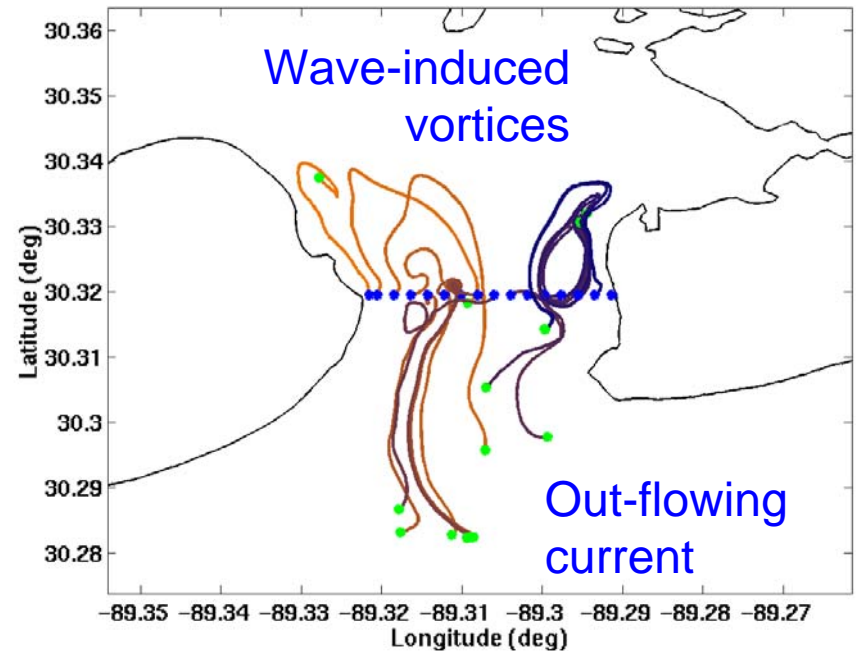 Wave-induced
vortices
Out-flowing
current
Latitude (deg)
30.36
30.35
30.34
30.33
30.32
30.31
30.3
30.29
30.28
−89.35 −89.34 −89.33 −89.32 −89.31 −89.3 −89.29 −89.28 −89.27
Longitude (deg)